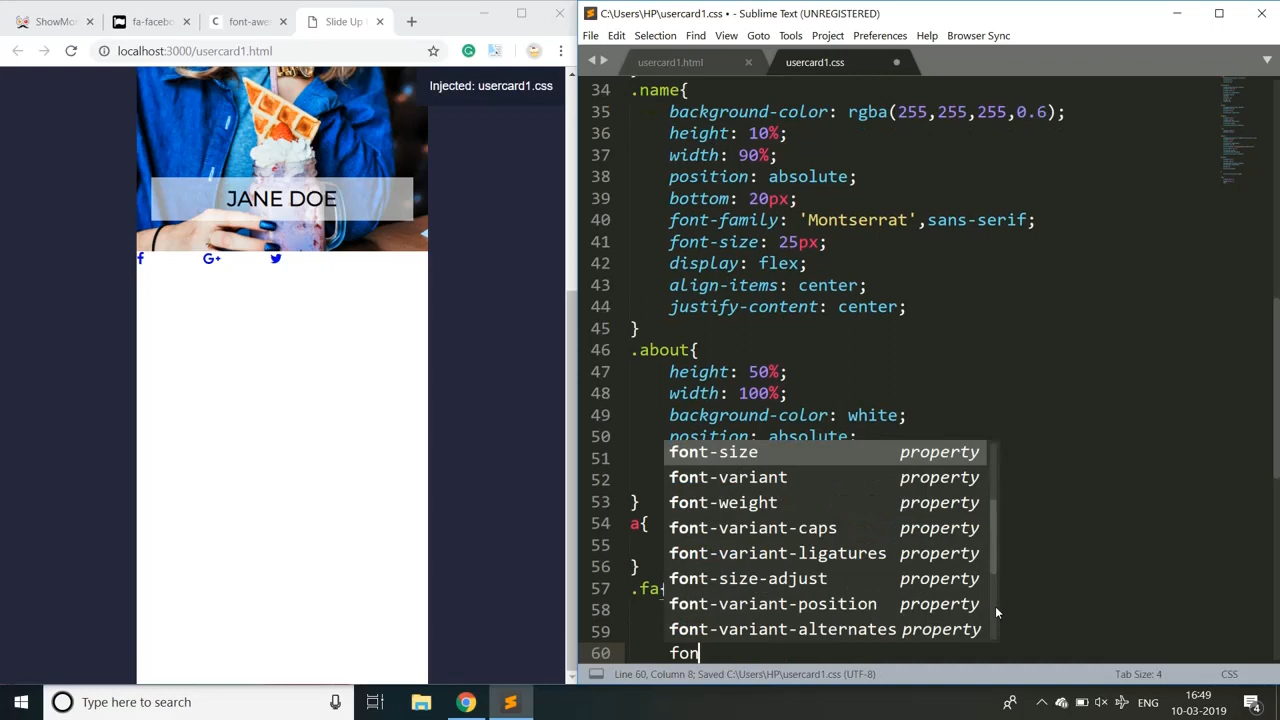 ShowMo
fa-facebo
font-awe
Slide Up
C:\Users\HP\usercard1.css • - Sublime Text (UNREGISTERED)
localhost:3000/usercard1.html
File Edit Selection Find View Goto Tools Project Preferences Help Browser Sync
usercard1.html
usercard1.css
Injected: usercard1.css
JANE DOE
34 .name{
35 background-color: rgba(255,255,255,0.6);
36 height: 10%;
37 width: 90%;
38 position: absolute;
39 bottom: 20px;
40 font-family: 'Montserrat',sans-serif;
41 font-size: 25px;
42 display: flex;
43 align-items: center;
44 justify-content: center;
45 }
46 .about{
47 height: 50%;
48 width: 100%;
49 background-color: white;
50 position: absolute;
51
52
53 }
54 a{
55
56 }
57 .fa{
58
59
60 fon
font-size property
font-variant property
font-weight property
font-variant-caps property
font-variant-ligatures property
font-size-adjust property
font-variant-position property
font-variant-alternates property
Line 60, Column 8; Saved C:\Users\HP\usercard1.css (UTF-8)
Tab Size: 4
CSS
Type here to search
ENG
16:49
10-03-2019
4